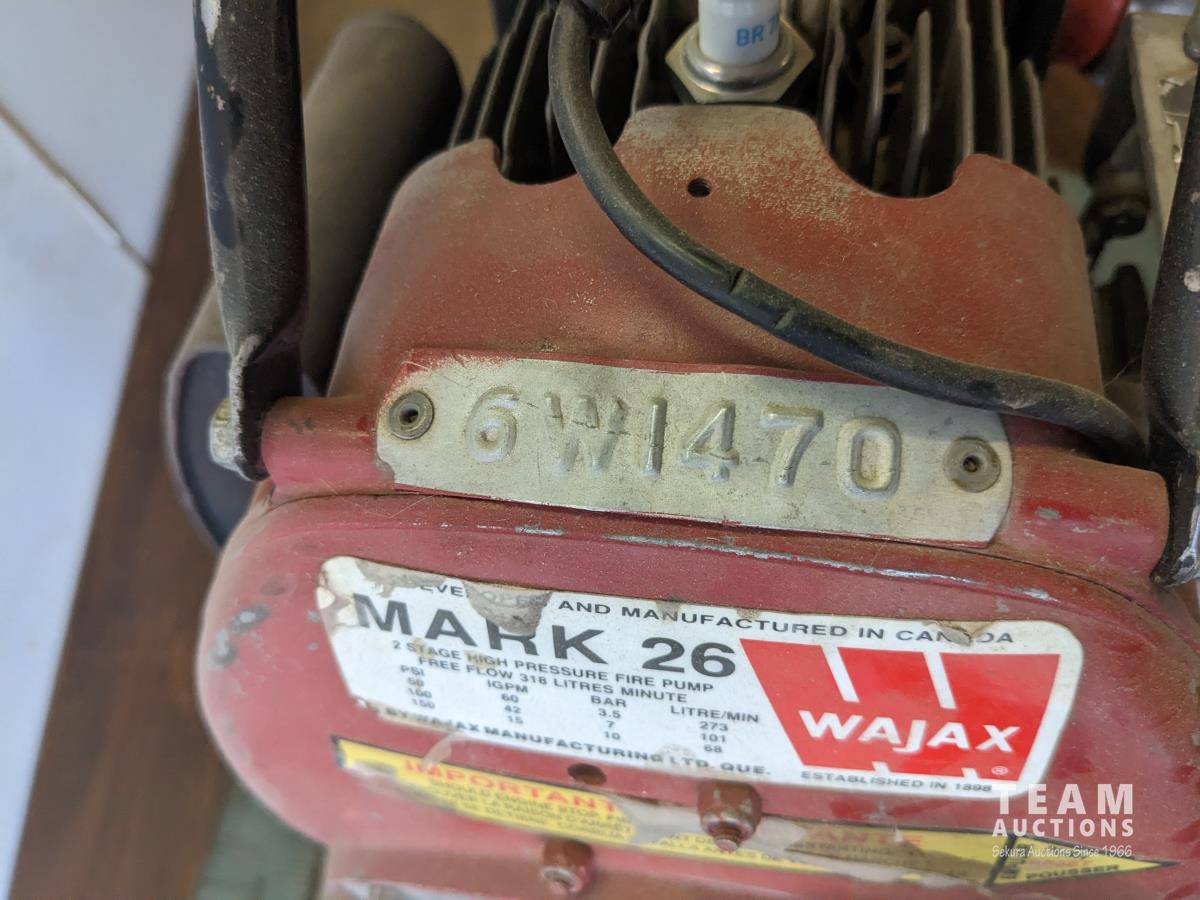 BR
6W1470
AND MANUFACTURED IN CANADA
MARK 26
2 STAGE HIGH PRESSURE FIRE PUMP
FREE FLOW 318 LITRES MINUTE
PSI IGPM BAR LITRE/MIN
50 60 3.5 273
100 42 7 101
150 15 10 68
BY WAJAX MANUFACTURING LTD. QUE.
WAJAX ®
ESTABLISHED IN 1898
IMPORTANT
POUSSER
TEAM
AUCTIONS
Sekura Auctions Since 1966